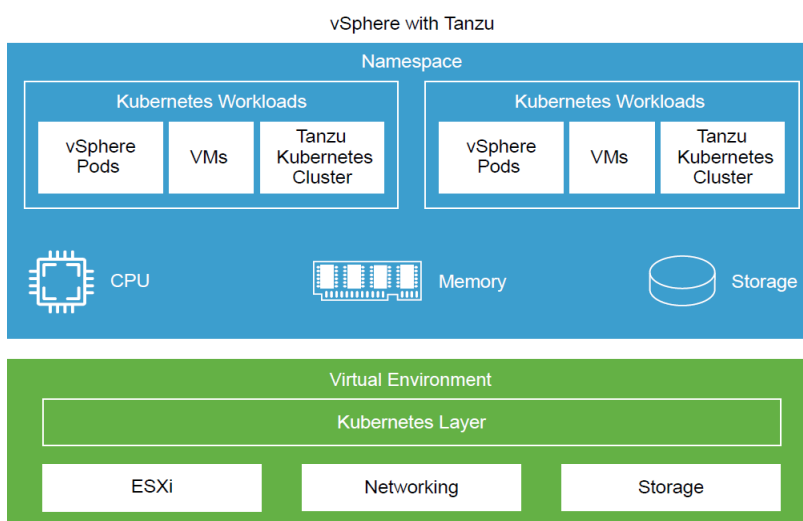 vSphere with Tanzu
Namespace
Kubernetes Workloads
vSphere
Pods
VMs
Tanzu
Kubernetes
Cluster
Kubernetes Workloads
vSphere
Pods
VMs
Tanzu
Kubernetes
Cluster
CPU
Memory
Storage
Virtual Environment
Kubernetes Layer
ESXi
Networking
Storage